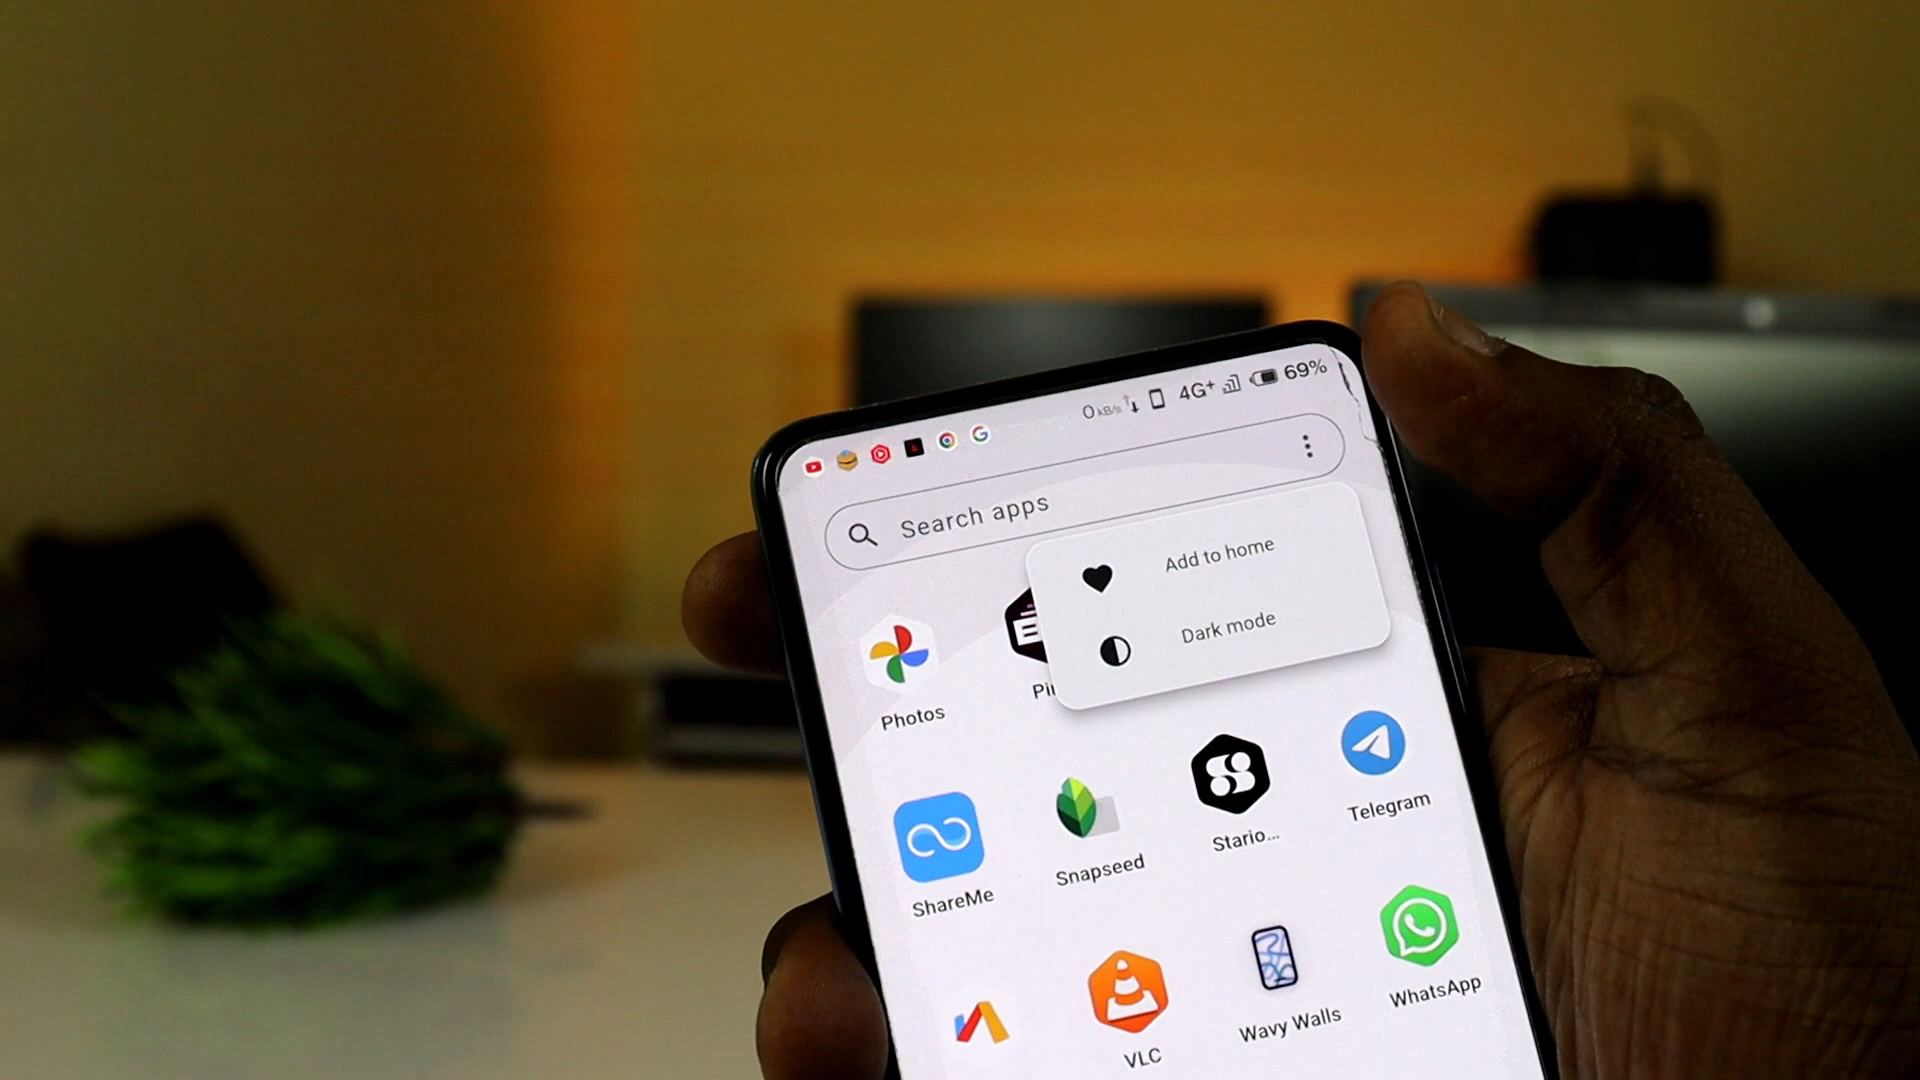 0 kB/s 4G+ 69%
Search apps
Add to home
Dark mode
Photos
ShareMe
Snapseed
Stario...
Telegram
VLC
Wavy Walls
WhatsApp